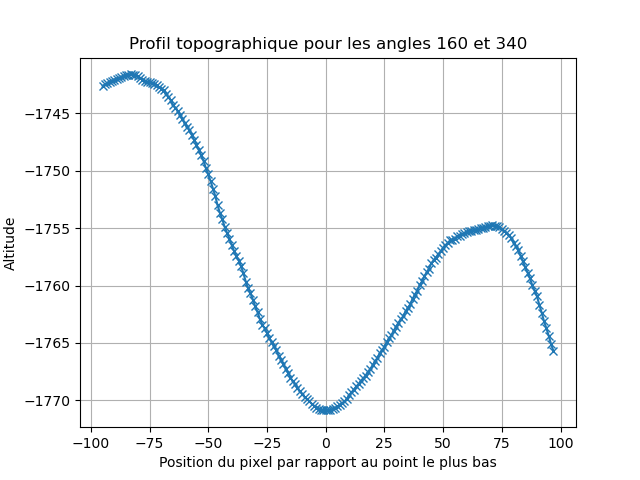 Profil topographique pour les angles 160 et 340
Altitude
−1745
−1750
−1755
−1760
−1765
−1770
−100 −75 −50 −25 0 25 50 75 100
Position du pixel par rapport au point le plus bas